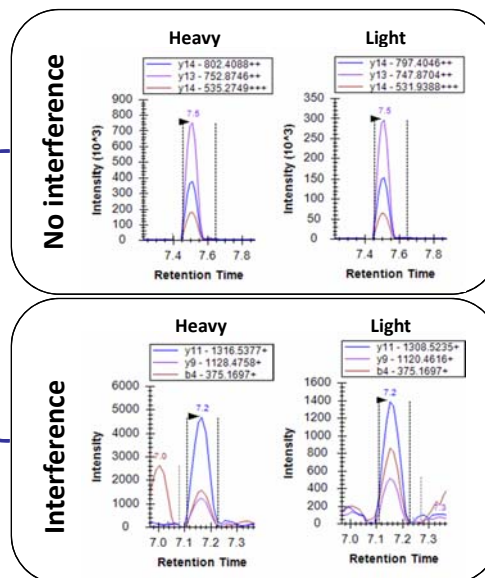 No interference
Heavy
y14 - 802.4088++
y13 - 752.8746++
y14 - 535.2749+++
Intensity (10^3)
900
800
700
600
500
400
300
200
100
0
7.5
7.4 7.6 7.8
Retention Time
Light
y14 - 797.4046++
y13 - 747.8704++
y14 - 531.9388+++
Intensity (10^3)
350
300
250
200
150
100
50
0
7.5
7.4 7.6 7.8
Retention Time
Interference
Heavy
y11 - 1316.5377+
y9 - 1128.4758+
b4 - 375.1697+
Intensity
6000
5000
4000
3000
2000
1000
0
7.0
7.2
7.0 7.1 7.2 7.3
Retention Time
Light
y11 - 1308.5235+
y9 - 1120.4616+
b4 - 375.1697+
Intensity
1600
1400
1200
1000
800
600
400
200
0
7.2
7.3
7.0 7.1 7.2 7.3
Retention Time